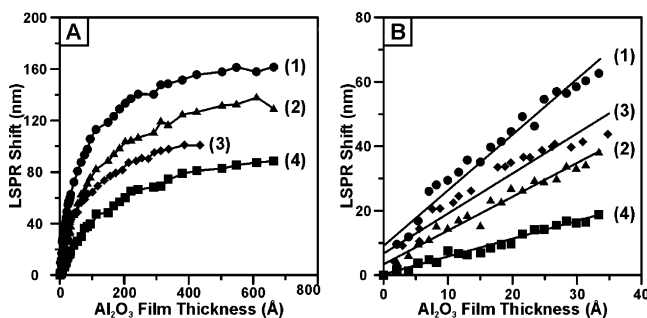 A
200
160
120
80
40
0
LSPR Shift (nm)
(1)
(2)
(3)
(4)
0 200 400 600 800
Al₂O₃ Film Thickness (Å)
B
80
60
40
20
0
LSPR Shift (nm)
(1)
(3)
(2)
(4)
0 10 20 30 40
Al₂O₃ Film Thickness (Å)